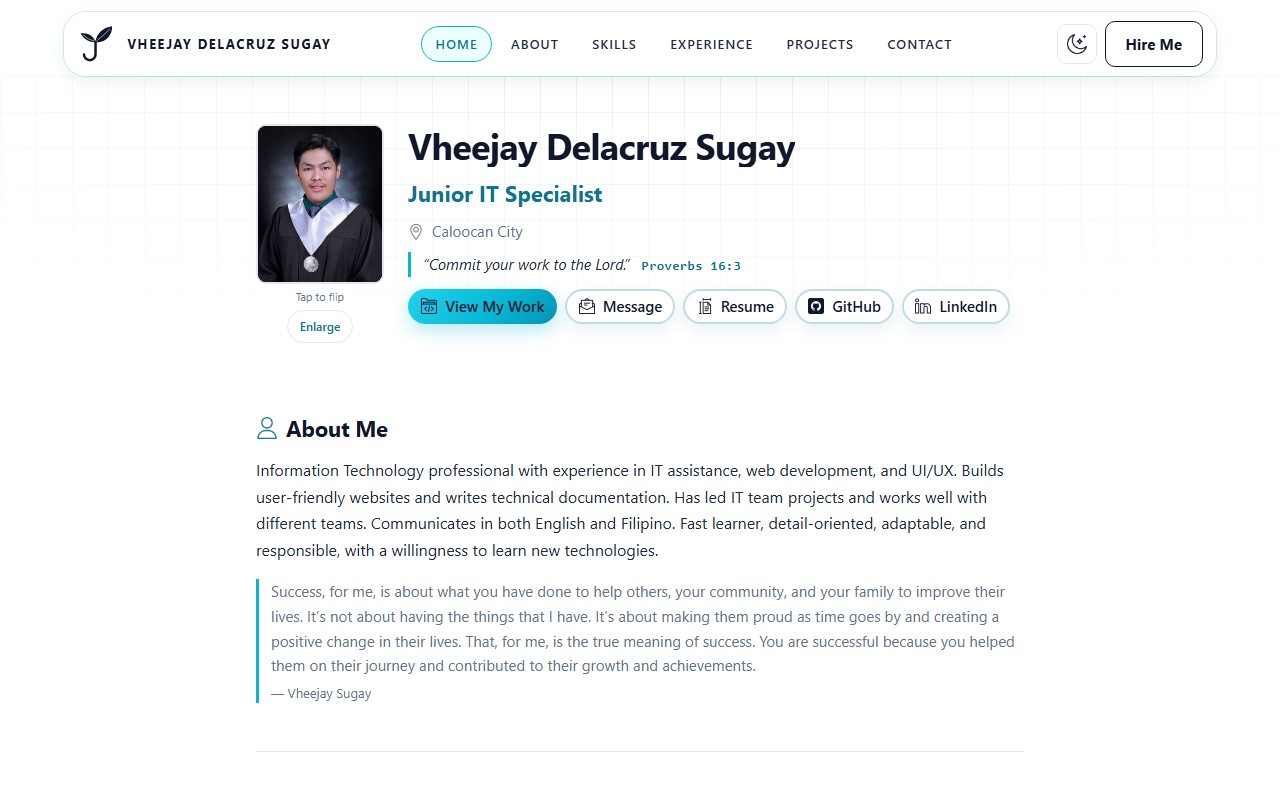 VHEEJAY DELACRUZ SUGAY
HOME
ABOUT
SKILLS
EXPERIENCE
PROJECTS
CONTACT
Hire Me
Vheejay Delacruz Sugay
Junior IT Specialist
Caloocan City
“Commit your work to the Lord.” Proverbs 16:3
Tap to flip
Enlarge
View My Work
Message
Resume
GitHub
LinkedIn
About Me
Information Technology professional with experience in IT assistance, web development, and UI/UX. Builds
user-friendly websites and writes technical documentation. Has led IT team projects and works well with
different teams. Communicates in both English and Filipino. Fast learner, detail-oriented, adaptable, and
responsible, with a willingness to learn new technologies.
Success, for me, is about what you have done to help others, your community, and your family to improve their
lives. It’s not about having the things that I have. It’s about making them proud as time goes by and creating a
positive change in their lives. That, for me, is the true meaning of success. You are successful because you helped
them on their journey and contributed to their growth and achievements.
— Vheejay Sugay